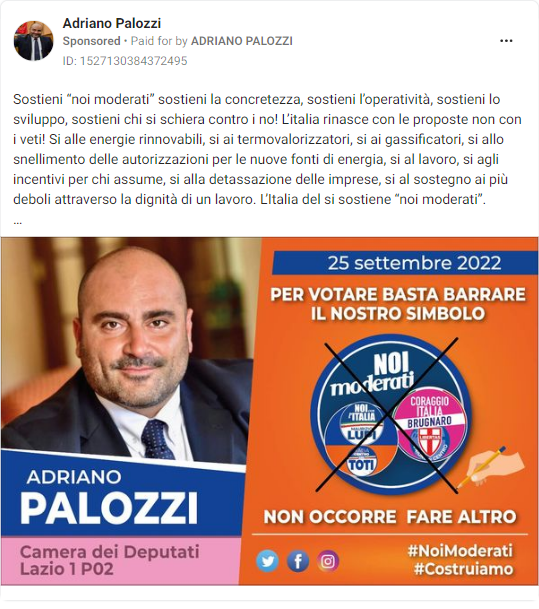 Adriano Palozzi
Sponsored • Paid for by ADRIANO PALOZZI
ID: 1527130384372495
Sostieni “noi moderati” sostieni la concretezza, sostieni l’operatività, sostieni lo
sviluppo, sostieni chi si schiera contro i no! L’italia rinasce con le proposte non con
i veti! Si alle energie rinnovabili, si ai termovalorizzatori, si ai gassificatori, si allo
snellimento delle autorizzazioni per le nuove fonti di energia, si al lavoro, si agli
incentivi per chi assume, si alla detassazione delle imprese, si al sostegno ai più
deboli attraverso la dignità di un lavoro. L’Italia del si sostiene “noi moderati”.
...
25 settembre 2022
PER VOTARE BASTA BARRARE
IL NOSTRO SIMBOLO
NOI
moderati
NOI CON L'ITALIA
LUPI
ITALIA
TOTI
CORAGGIO
ITALIA
BRUGNARO
LIBERTAS
ADRIANO
PALOZZI
Camera dei Deputati
Lazio 1 P02
NON OCCORRE FARE ALTRO
#NoiModerati
#Costruiamo